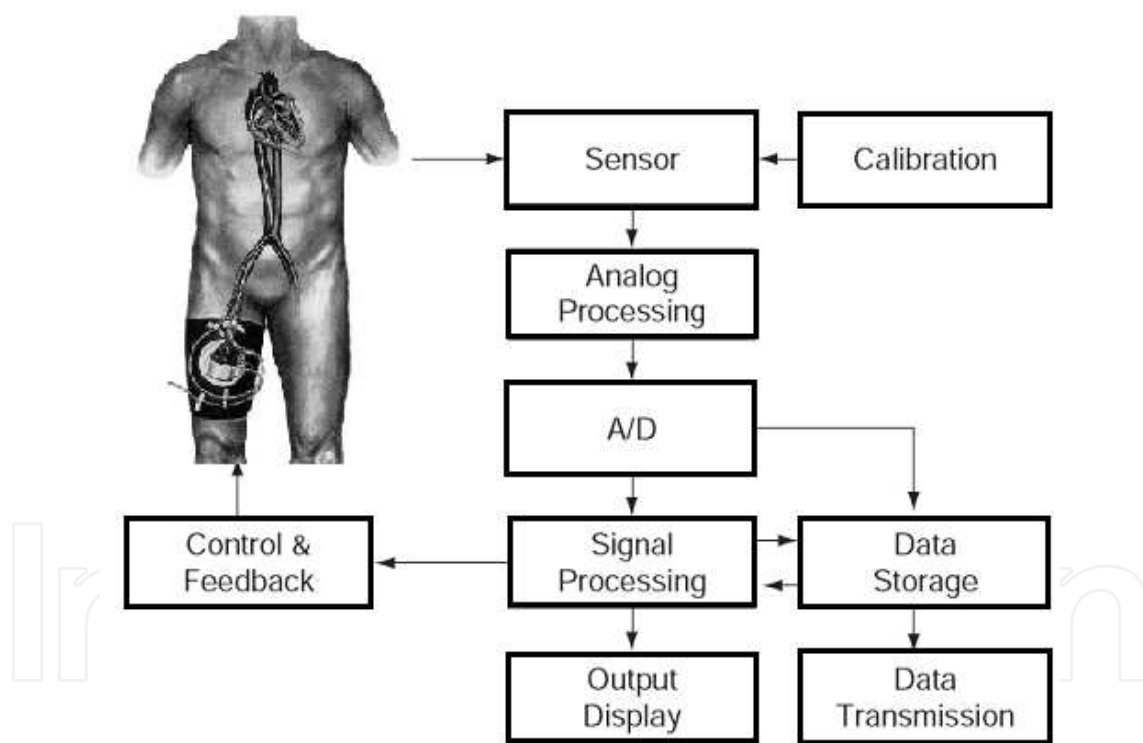 Sensor
Calibration
Analog
Processing
A/D
Control &
Feedback
Signal
Processing
Data
Storage
Output
Display
Data
Transmission